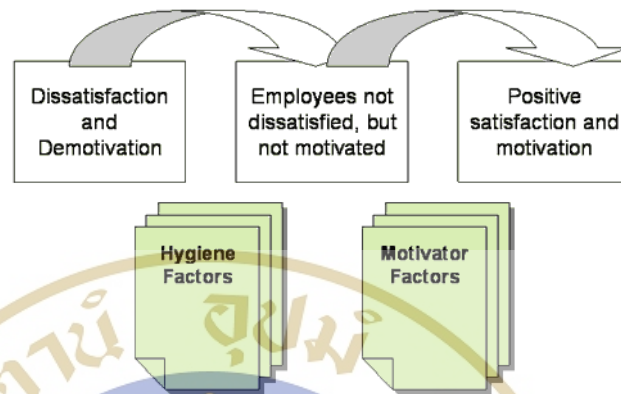 Dissatisfaction
and
Demotivation
Employees not
dissatisfied, but
not motivated
Positive
satisfaction and
motivation
Hygiene
Factors
Motivator
Factors